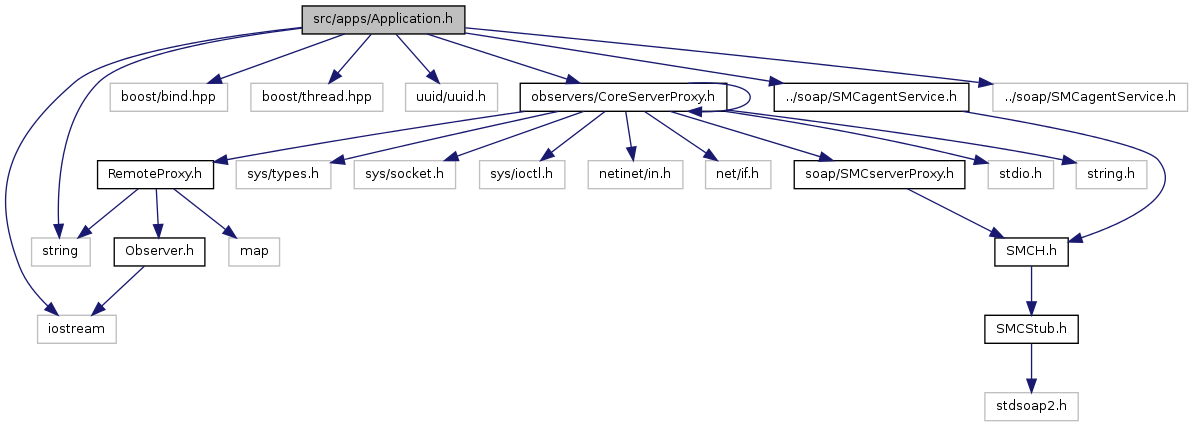 src/apps/Application.h
boost/bind.hpp
boost/thread.hpp
uuid/uuid.h
observers/CoreServerProxy.h
../soap/SMCagentService.h
../soap/SMCagentService.h
RemoteProxy.h
sys/types.h
sys/socket.h
sys/ioctl.h
netinet/in.h
net/if.h
soap/SMCserverProxy.h
stdio.h
string.h
string
Observer.h
map
SMCH.h
iostream
SMCStub.h
stdsoap2.h